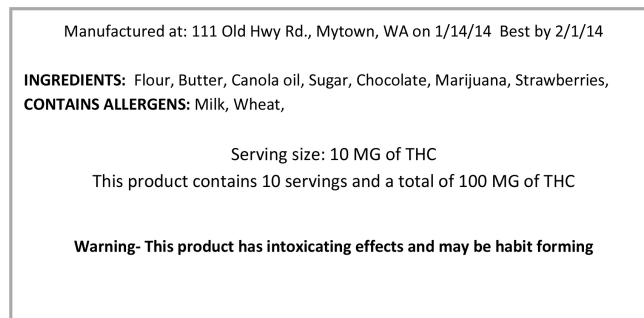 Manufactured at: 111 Old Hwy Rd., Mytown, WA on 1/14/14  Best by 2/1/14
INGREDIENTS:  Flour, Butter, Canola oil, Sugar, Chocolate, Marijuana, Strawberries,
CONTAINS ALLERGENS: Milk, Wheat,
Serving size: 10 MG of THC
This product contains 10 servings and a total of 100 MG of THC
Warning- This product has intoxicating effects and may be habit forming